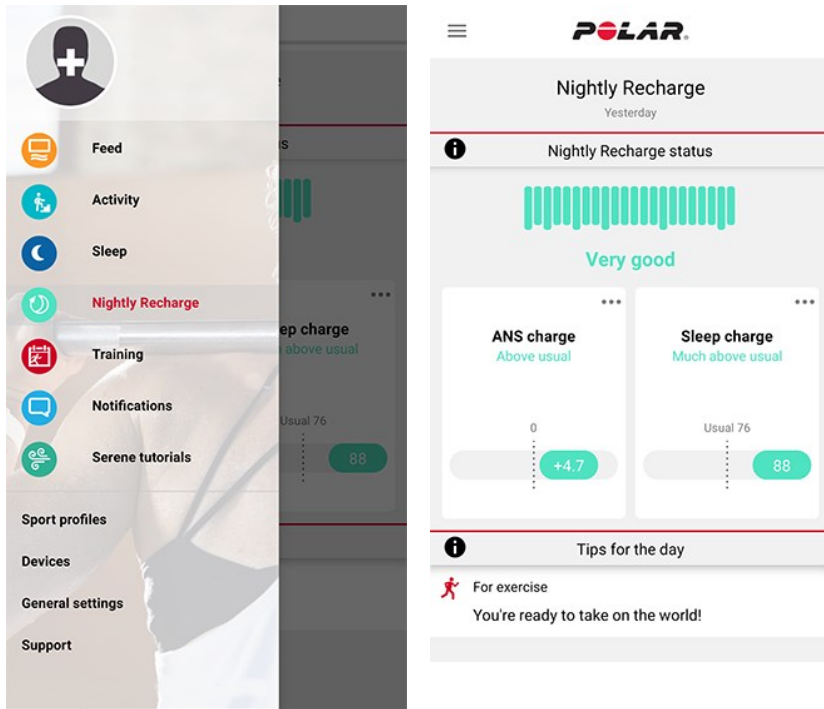 Feed
Activity
Sleep
Nightly Recharge
Training
Notifications
Serene tutorials
Sport profiles
Devices
General settings
Support
s
ep charge
above usual
Usual 76
88
POLAR
Nightly Recharge
Yesterday
Nightly Recharge status
Very good
ANS charge
Above usual
0
+4.7
Sleep charge
Much above usual
Usual 76
88
Tips for the day
For exercise
You're ready to take on the world!